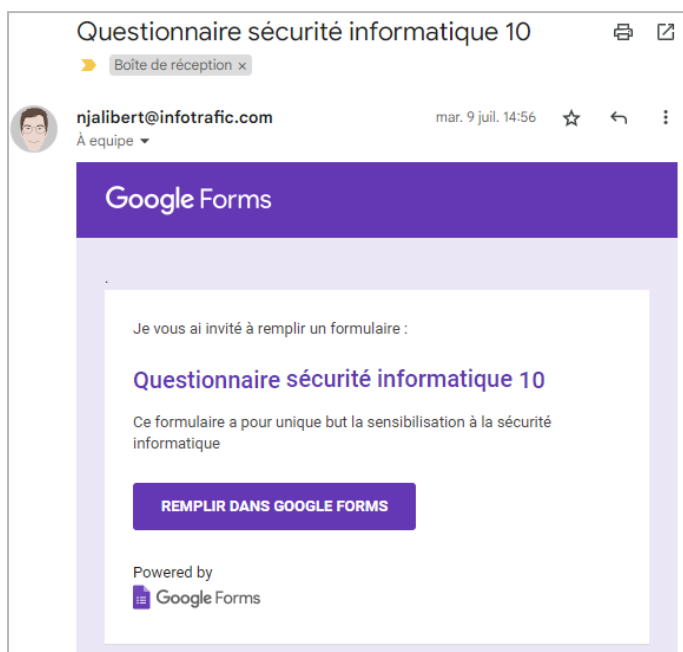 Questionnaire sécurité informatique 10
Boîte de réception ×
njalibert@infotrafic.com
mar. 9 juil. 14:56
À equipe
Google Forms
.
Je vous ai invité à remplir un formulaire :
Questionnaire sécurité informatique 10
Ce formulaire a pour unique but la sensibilisation à la sécurité
informatique
REMPLIR DANS GOOGLE FORMS
Powered by
Google Forms